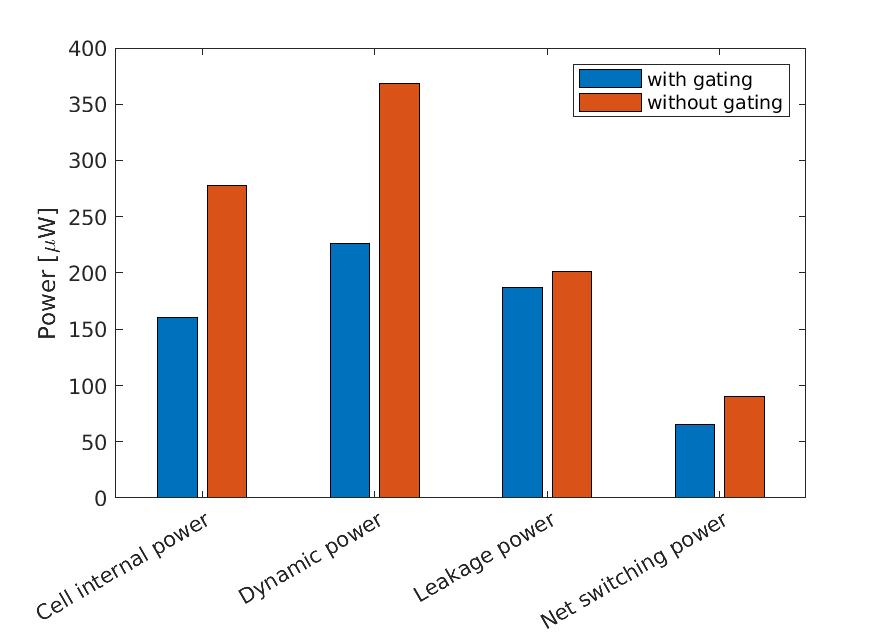 400
350
300
250
200
150
100
50
0
Power [μW]
with gating
without gating
Cell internal power
Dynamic power
Leakage power
Net switching power